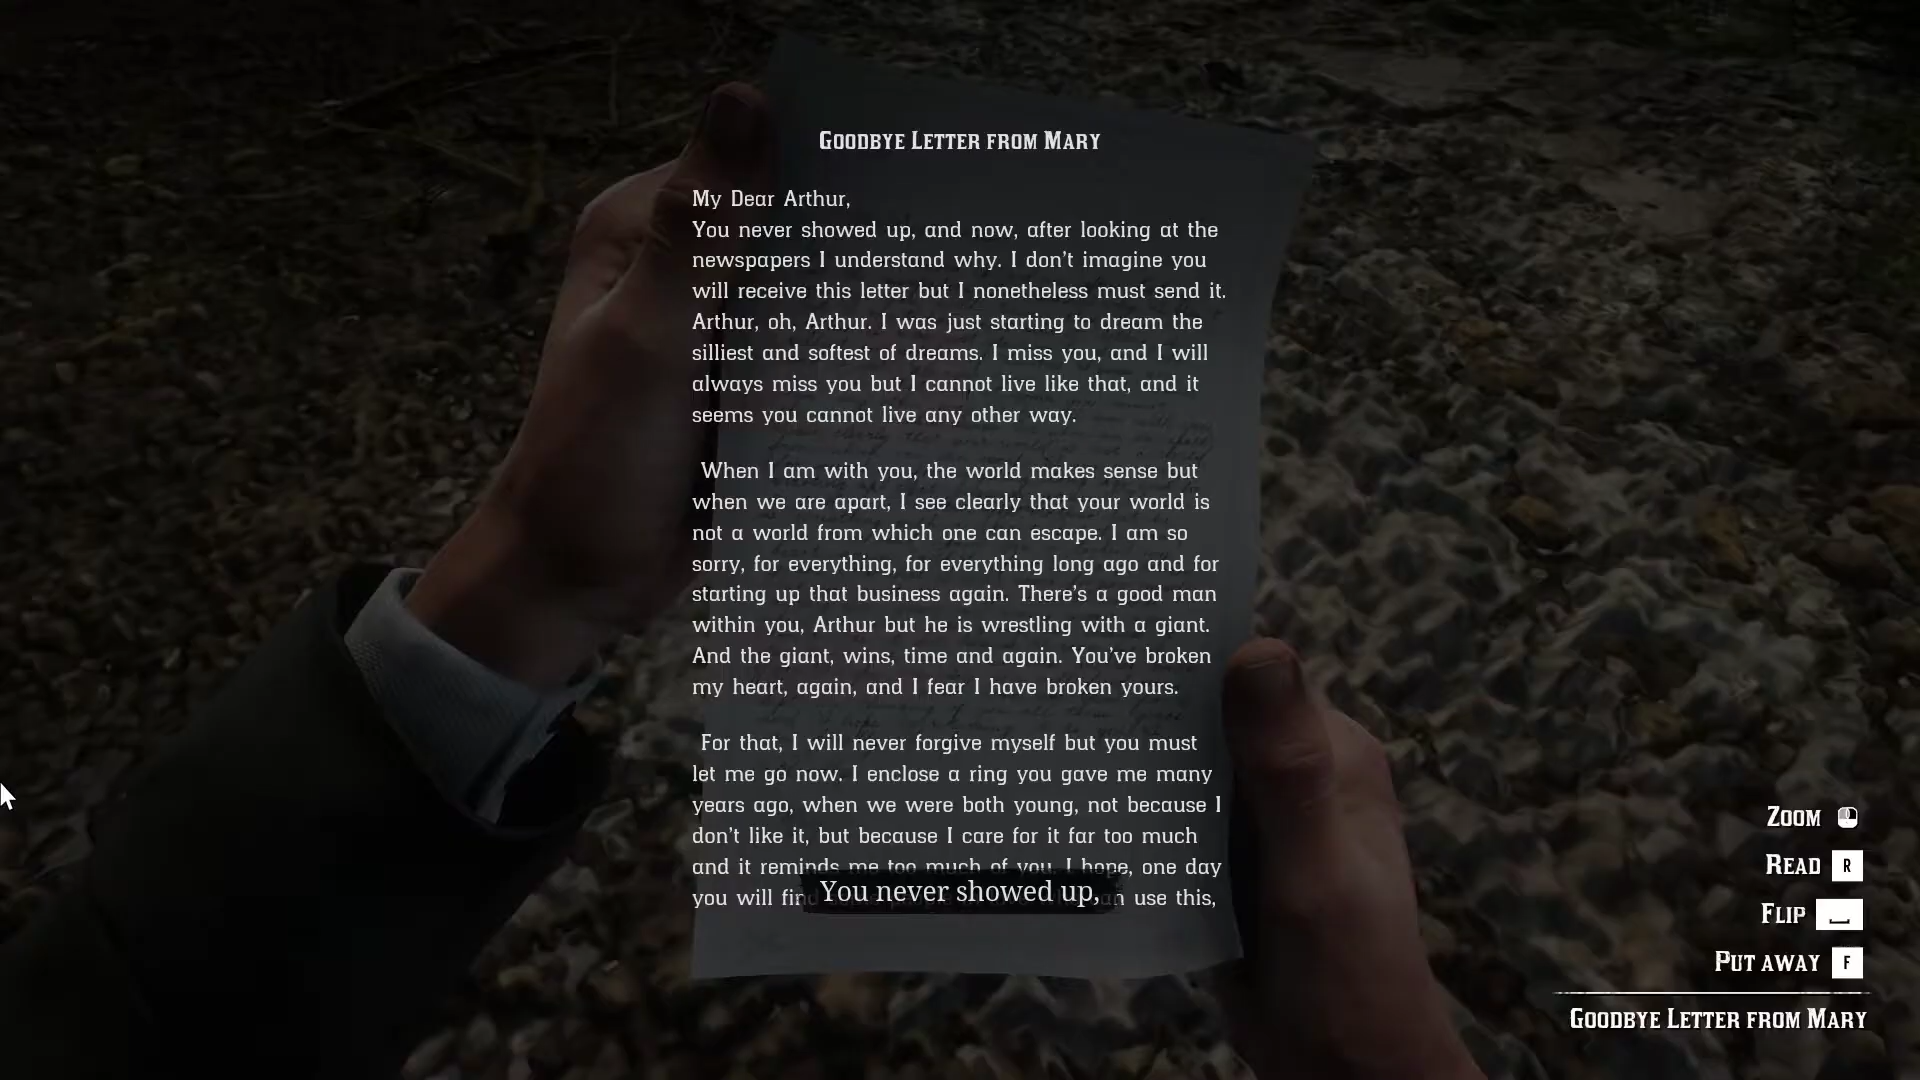 Goodbye Letter from Mary
My Dear Arthur,
You never showed up, and now, after looking at the
newspapers I understand why. I don't imagine you
will receive this letter but I nonetheless must send it.
Arthur, oh, Arthur. I was just starting to dream the
silliest and softest of dreams. I miss you, and I will
always miss you but I cannot live like that, and it
seems you cannot live any other way.
When I am with you, the world makes sense but
when we are apart, I see clearly that your world is
not a world from which one can escape. I am so
sorry, for everything, for everything long ago and for
starting up that business again. There's a good man
within you, Arthur but he is wrestling with a giant.
And the giant, wins, time and again. You've broken
my heart, again, and I fear I have broken yours.
For that, I will never forgive myself but you must
let me go now. I enclose a ring you gave me many
years ago, when we were both young, not because I
don't like it, but because I care for it far too much
and it reminds me too much of you. I hope, one day
you will find use this,
You never showed up,
Zoom
Read R
Flip
Put away F
Goodbye Letter from Mary